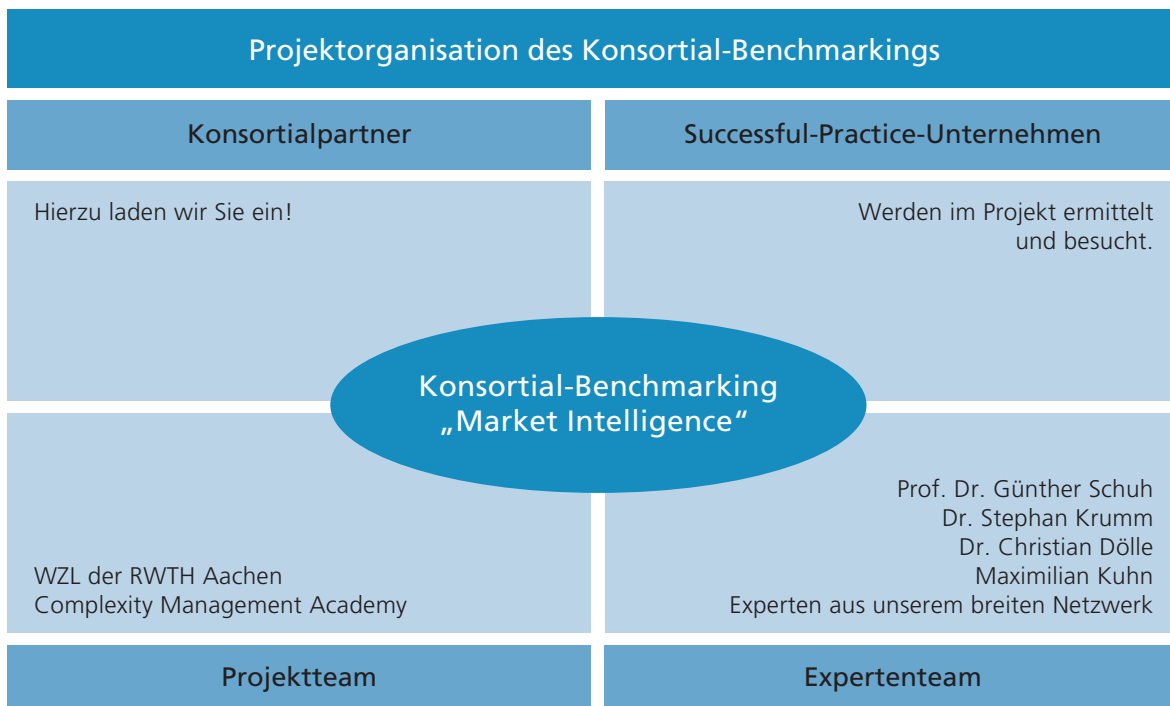 Projektorganisation des Konsortial-Benchmarkings
Konsortialpartner
Successful-Practice-Unternehmen
Hierzu laden wir Sie ein!
Werden im Projekt ermittelt
und besucht.
Konsortial-Benchmarking
„Market Intelligence“
WZL der RWTH Aachen
Complexity Management Academy
Prof. Dr. Günther Schuh
Dr. Stephan Krumm
Dr. Christian Dölle
Maximilian Kuhn
Experten aus unserem breiten Netzwerk
Projektteam
Expertenteam